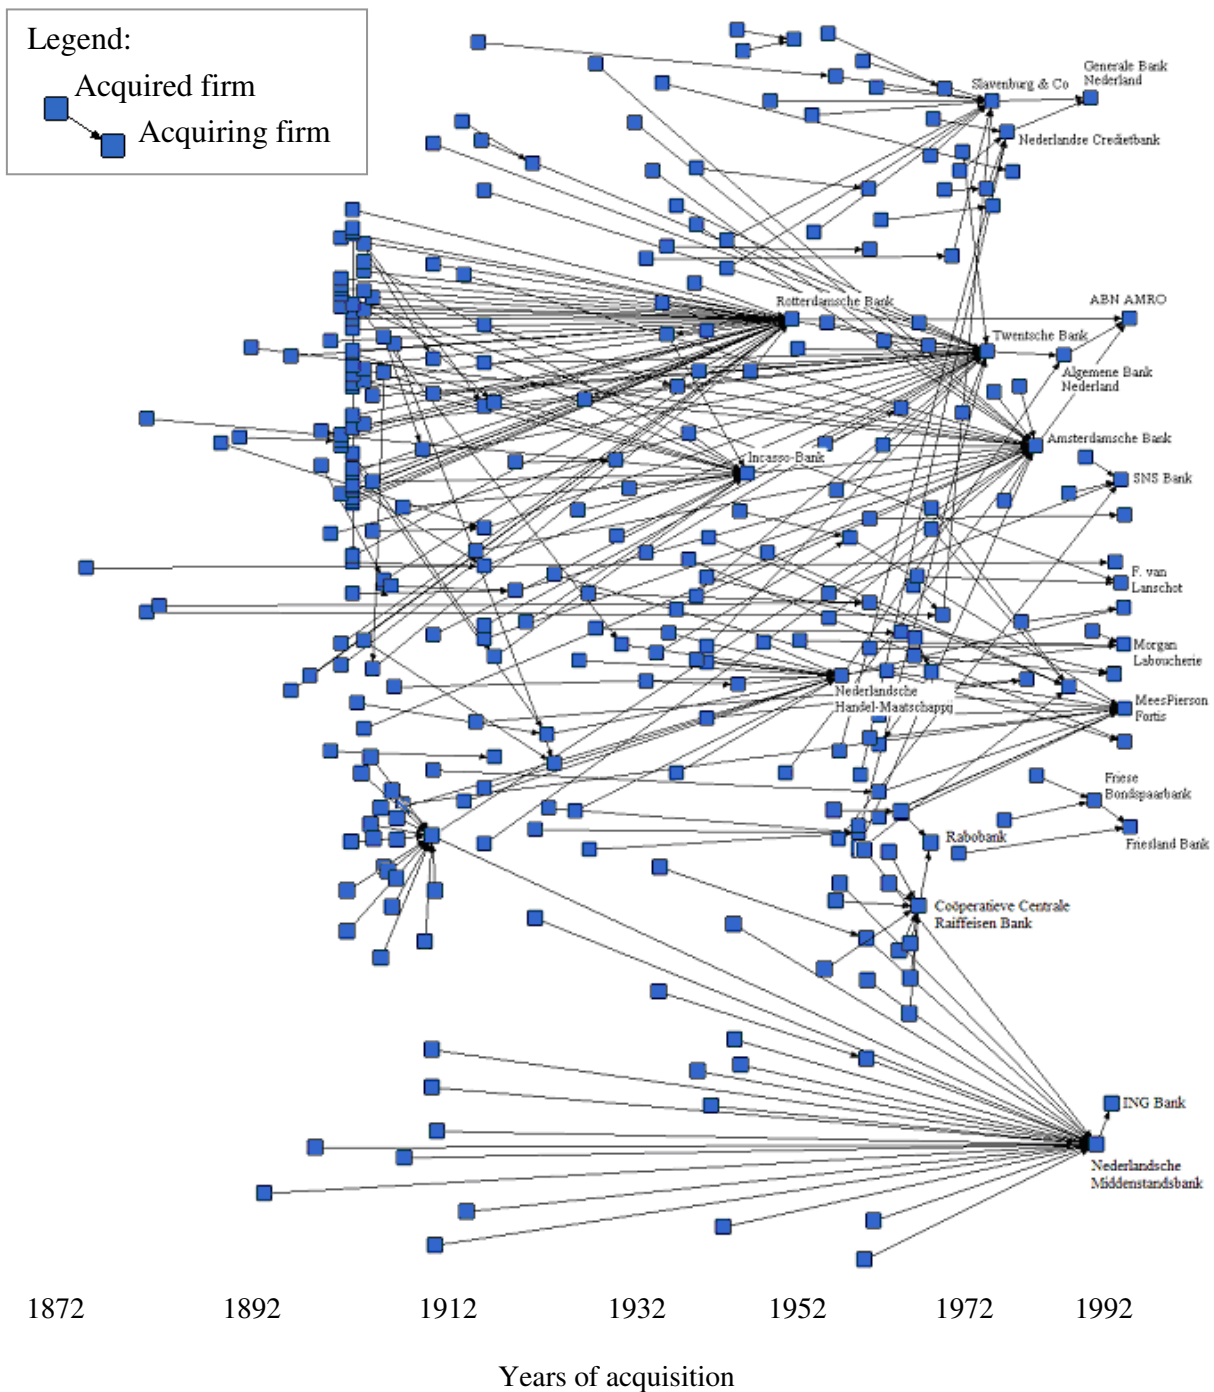 Legend:
Acquired firm
Acquiring firm
Generale Bank
Nederland
Slavenburg & Co
Nederlandse Credietbank
ABN AMRO
Rotterdamsche Bank
Twentsche Bank
Algemene Bank
Nederland
Amsterdamsche Bank
Incasso-Bank
SNS Bank
F. van
Lanschot
Morgan
Laboucherie
Nederlandsche
Handel-Maatschappij
MeesPierson
Fortis
Friese
Bondspaarbank
Rabobank
Friesland Bank
Coöperatieve Centrale
Raiffeisen Bank
ING Bank
Nederlandsche
Middenstandsbank
1872 1892 1912 1932 1952 1972 1992
Years of acquisition